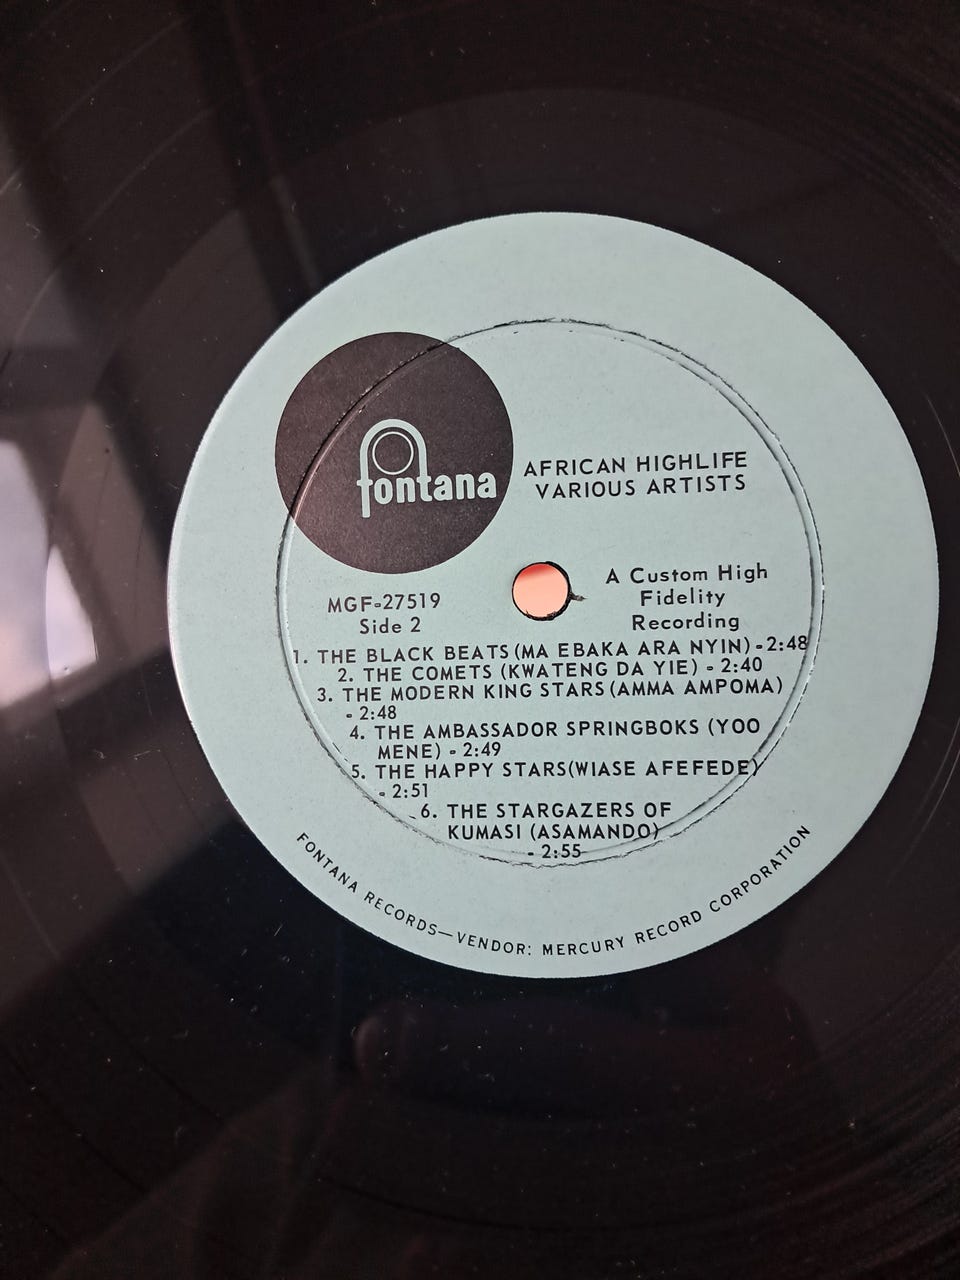 fontana
AFRICAN HIGHLIFE
VARIOUS ARTISTS
MGF-27519
Side 2
A Custom High
Fidelity
Recording
1. THE BLACK BEATS (MA EBAKA ARA NYIN) - 2:48
2. THE COMETS (KWATENG DA YIE) - 2:40
3. THE MODERN KING STARS (AMMA AMPOMA)
- 2:48
4. THE AMBASSADOR SPRINGBOKS (YOO
MENE) - 2:49
5. THE HAPPY STARS(WIASE AFEFEDE)
- 2:51
6. THE STARGAZERS OF
KUMASI (ASAMANDO)
- 2:55
FONTANA RECORDS—VENDOR: MERCURY RECORD CORPORATION